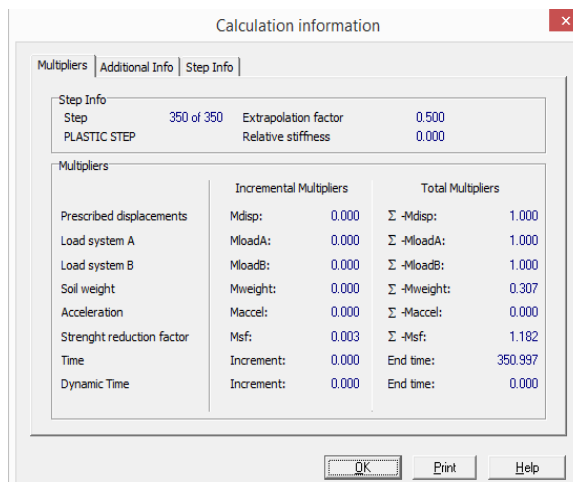 Calculation information
Multipliers Additional Info Step Info
Step Info
Step 350 of 350 Extrapolation factor 0.500
PLASTIC STEP Relative stiffness 0.000
Multipliers
Incremental Multipliers Total Multipliers
Prescribed displacements Mdisp: 0.000 Σ -Mdisp: 1.000
Load system A MloadA: 0.000 Σ -MloadA: 1.000
Load system B MloadB: 0.000 Σ -MloadB: 1.000
Soil weight Mweight: 0.000 Σ -Mweight: 0.307
Acceleration Maccel: 0.000 Σ -Maccel: 0.000
Strenght reduction factor Msf: 0.003 Σ -Msf: 1.182
Time Increment: 0.000 End time: 350.997
Dynamic Time Increment: 0.000 End time: 0.000
OK Print Help